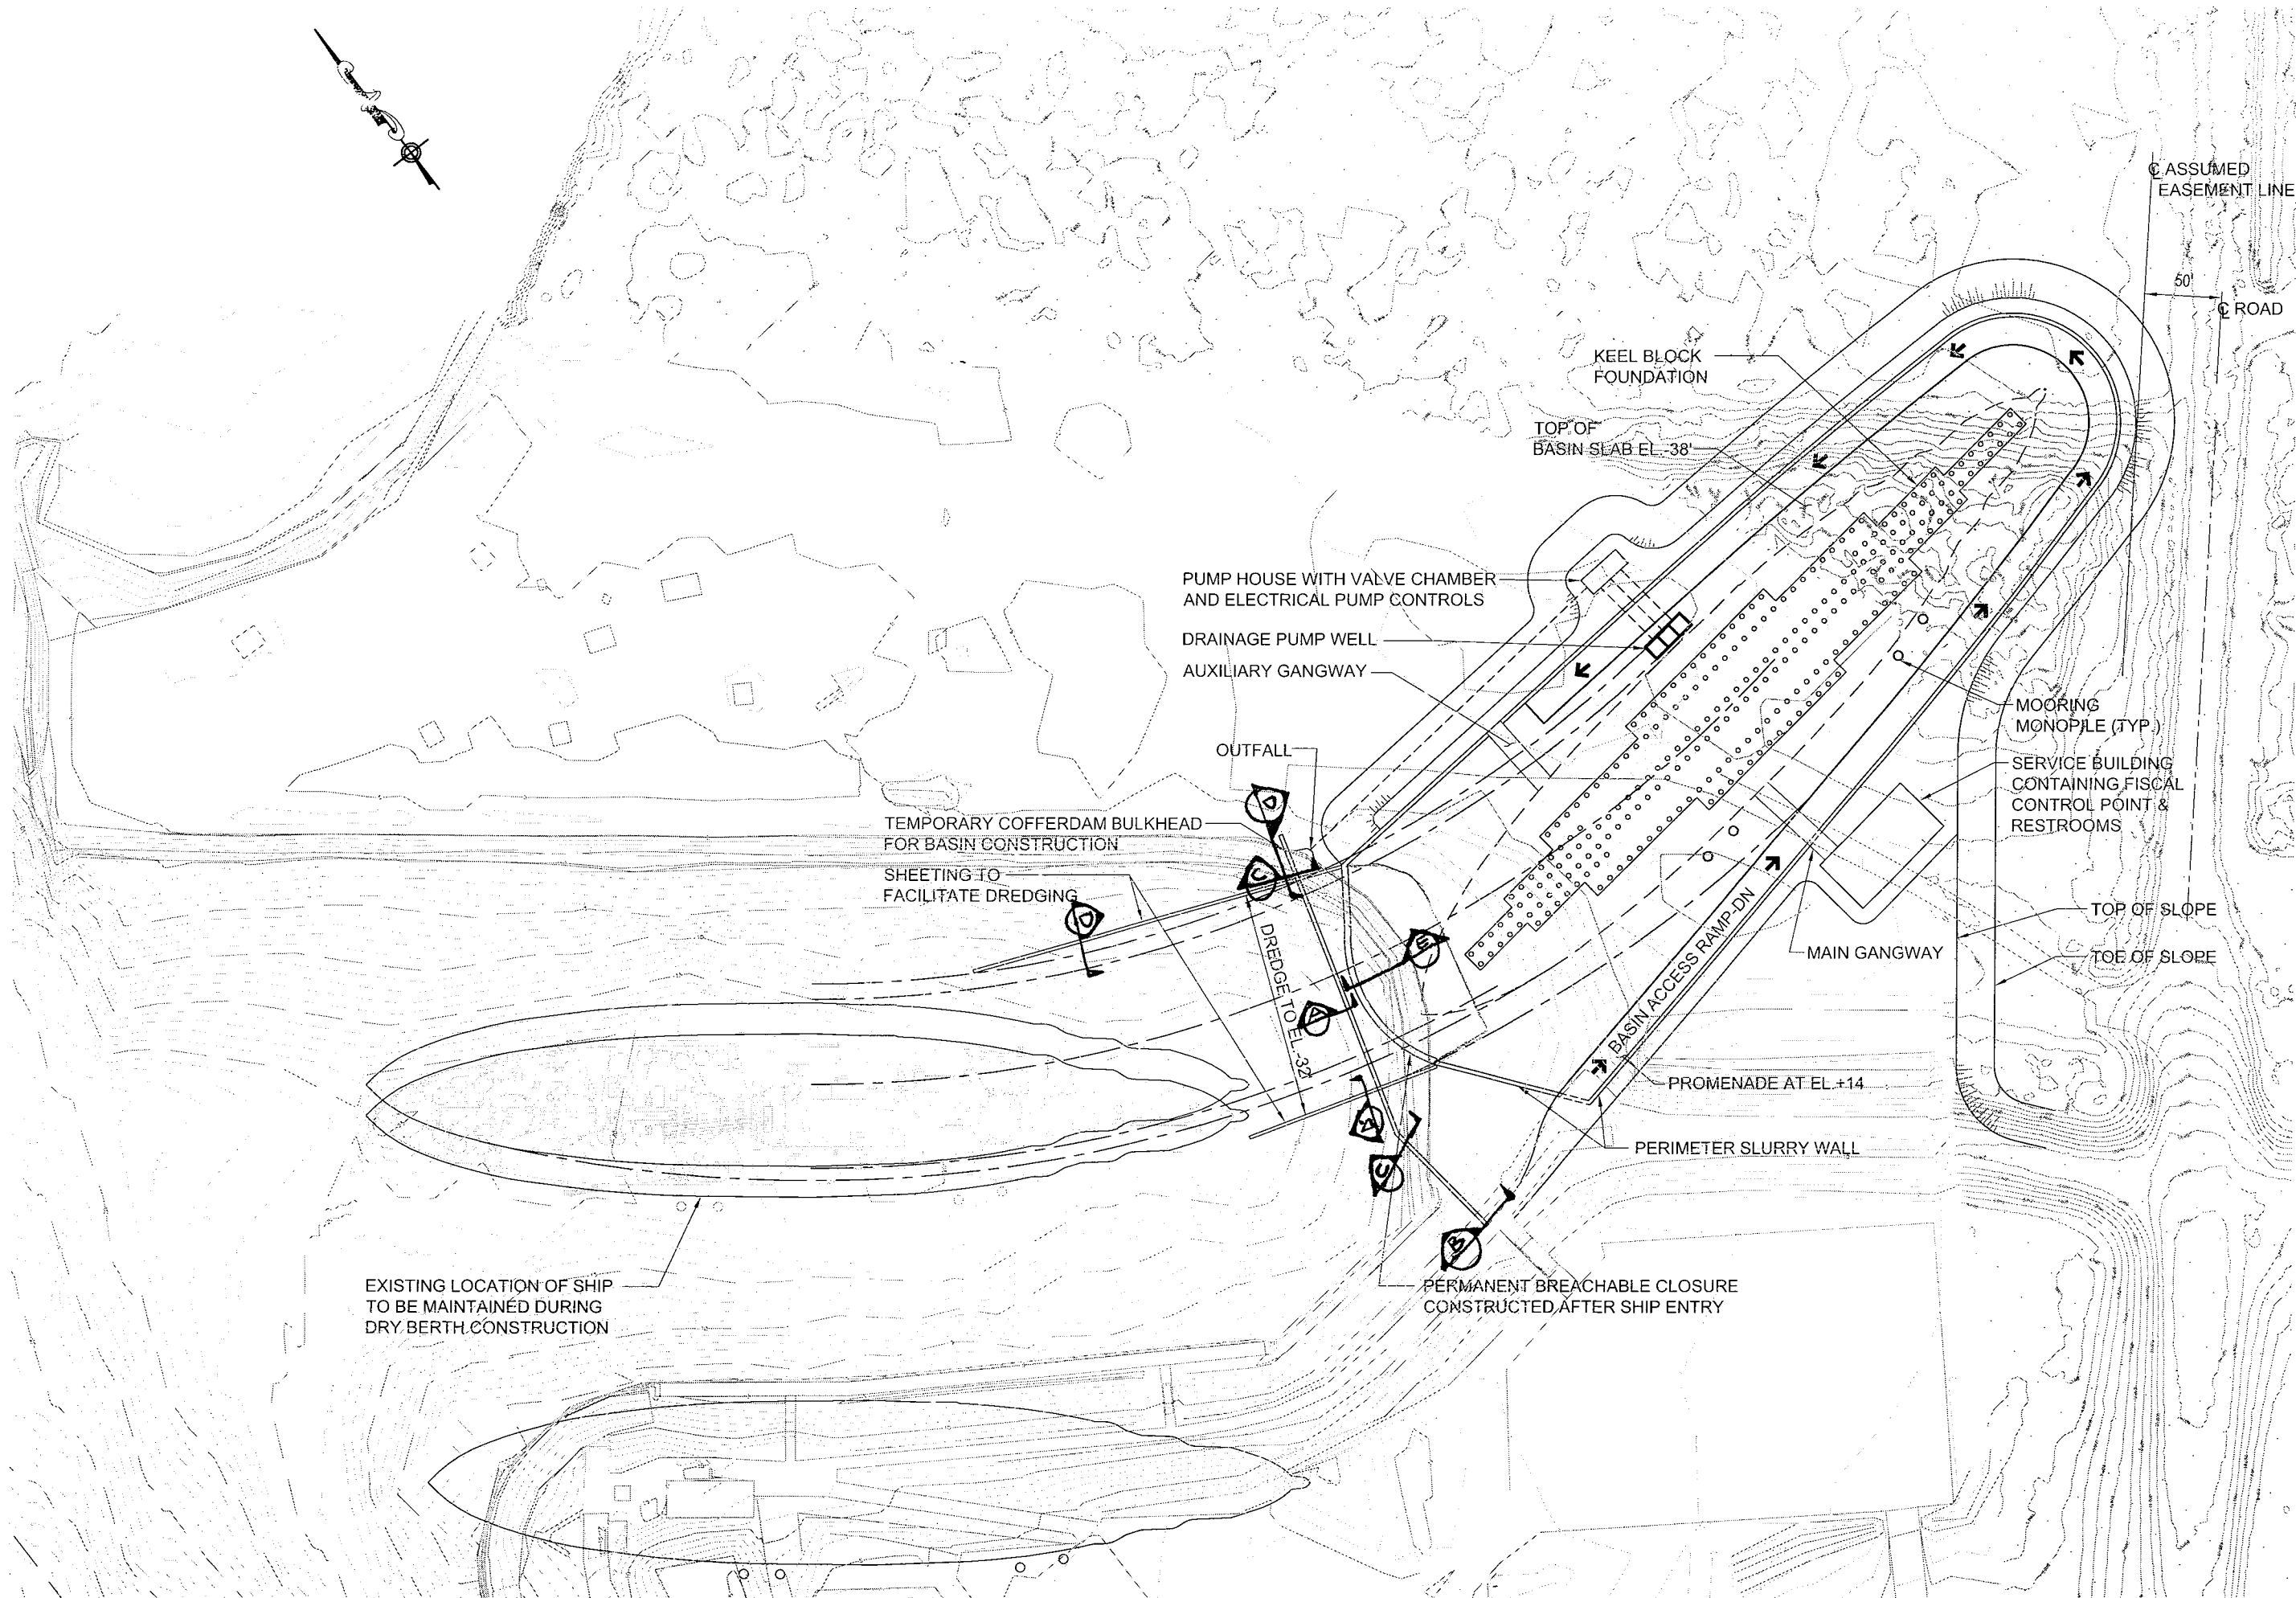 ℄ ASSUMED
EASEMENT LINE
50'
℄ ROAD
KEEL BLOCK
FOUNDATION
TOP OF
BASIN SLAB EL.-38'
PUMP HOUSE WITH VALVE CHAMBER
AND ELECTRICAL PUMP CONTROLS
DRAINAGE PUMP WELL
AUXILIARY GANGWAY
MOORING
MONOPILE (TYP.)
OUTFALL
SERVICE BUILDING
CONTAINING FISCAL
CONTROL POINT &
RESTROOMS
D
TEMPORARY COFFERDAM BULKHEAD
FOR BASIN CONSTRUCTION
C
SHEETING TO
FACILITATE DREDGING
D
TOP OF SLOPE
E
MAIN GANGWAY
TOE OF SLOPE
DREDGE TO EL.-32'
BASIN ACCESS RAMP-DN
A
PROMENADE AT EL.+14
PERIMETER SLURRY WALL
C
B
EXISTING LOCATION OF SHIP
TO BE MAINTAINED DURING
DRY BERTH CONSTRUCTION
PERMANENT BREACHABLE CLOSURE
CONSTRUCTED AFTER SHIP ENTRY